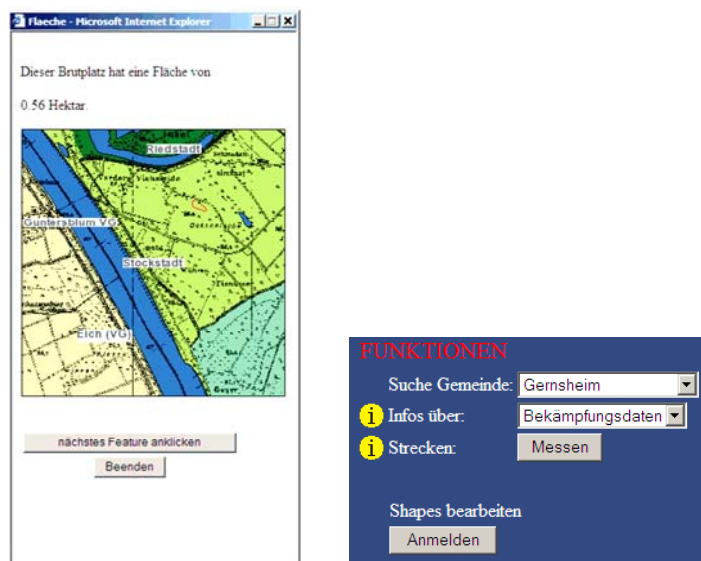 Flaeche - Microsoft Internet Explorer
Dieser Brutplatz hat eine Fläche von
0.56 Hektar.
Riedstadt
Guntersblum VG
Stockstadt
Eich (VG)
nächstes Feature anklicken
Beenden
FUNKTIONEN
Suche Gemeinde: Gernsheim
i Infos über: Bekämpfungsdaten
i Strecken: Messen
Shapes bearbeiten
Anmelden